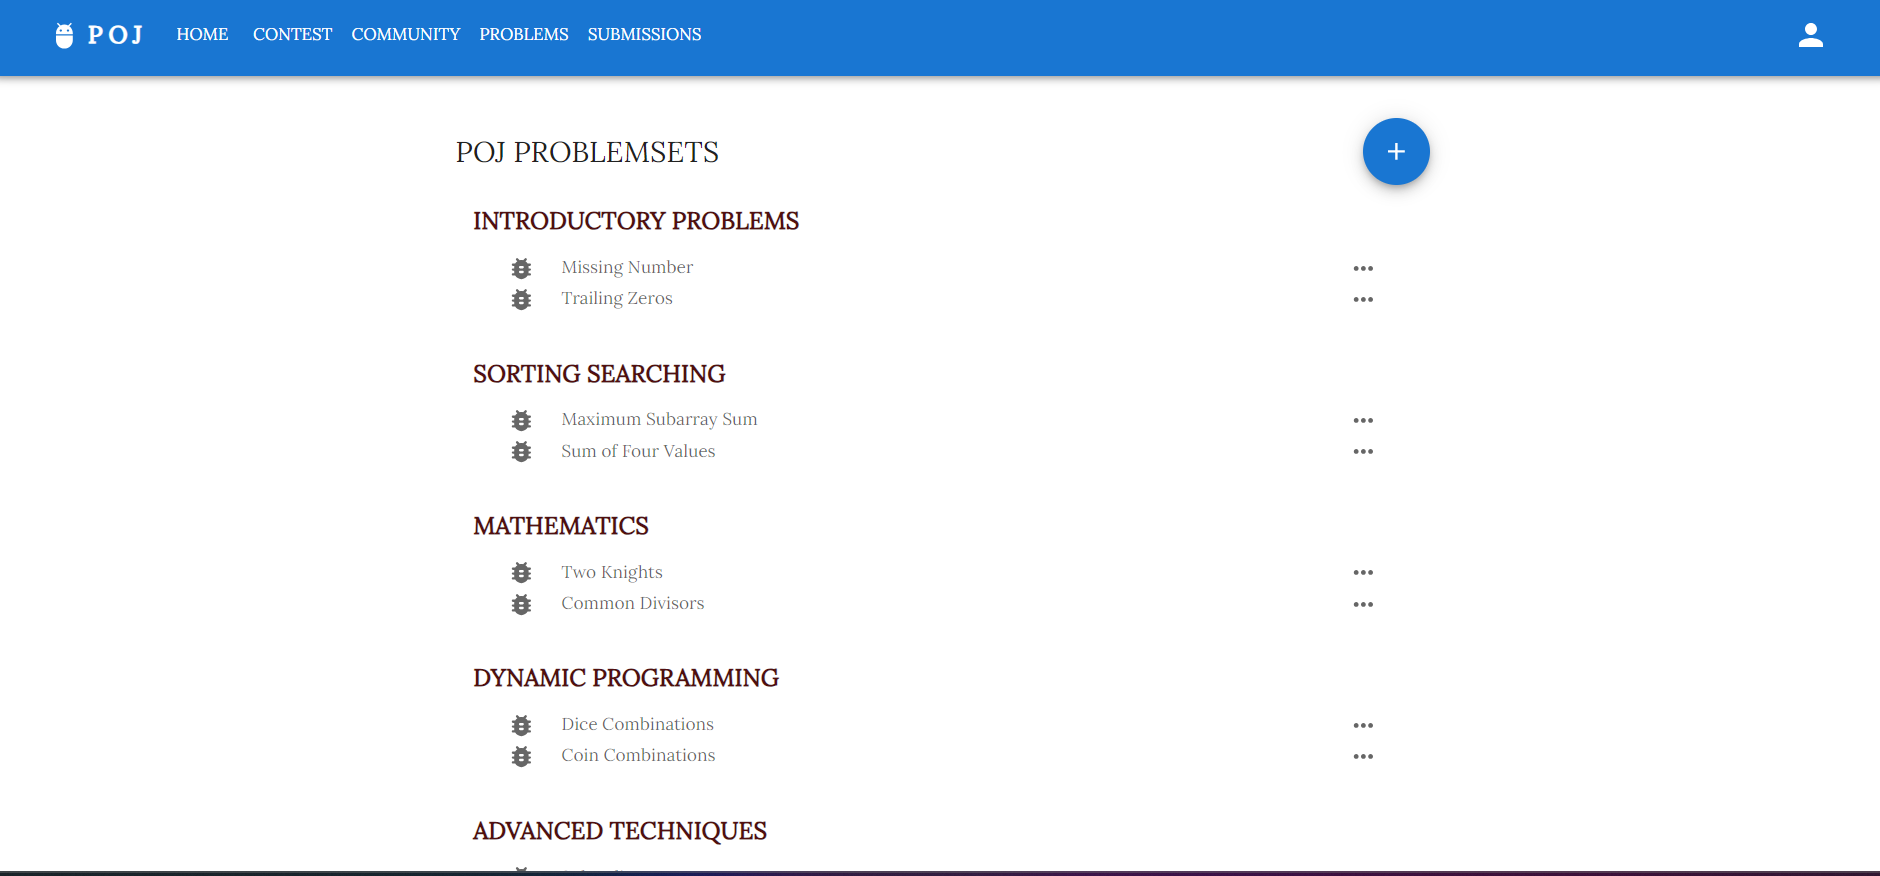 POJ HOME CONTEST COMMUNITY PROBLEMS SUBMISSIONS
POJ PROBLEMSETS
INTRODUCTORY PROBLEMS
Missing Number
Trailing Zeros
SORTING SEARCHING
Maximum Subarray Sum
Sum of Four Values
MATHEMATICS
Two Knights
Common Divisors
DYNAMIC PROGRAMMING
Dice Combinations
Coin Combinations
ADVANCED TECHNIQUES